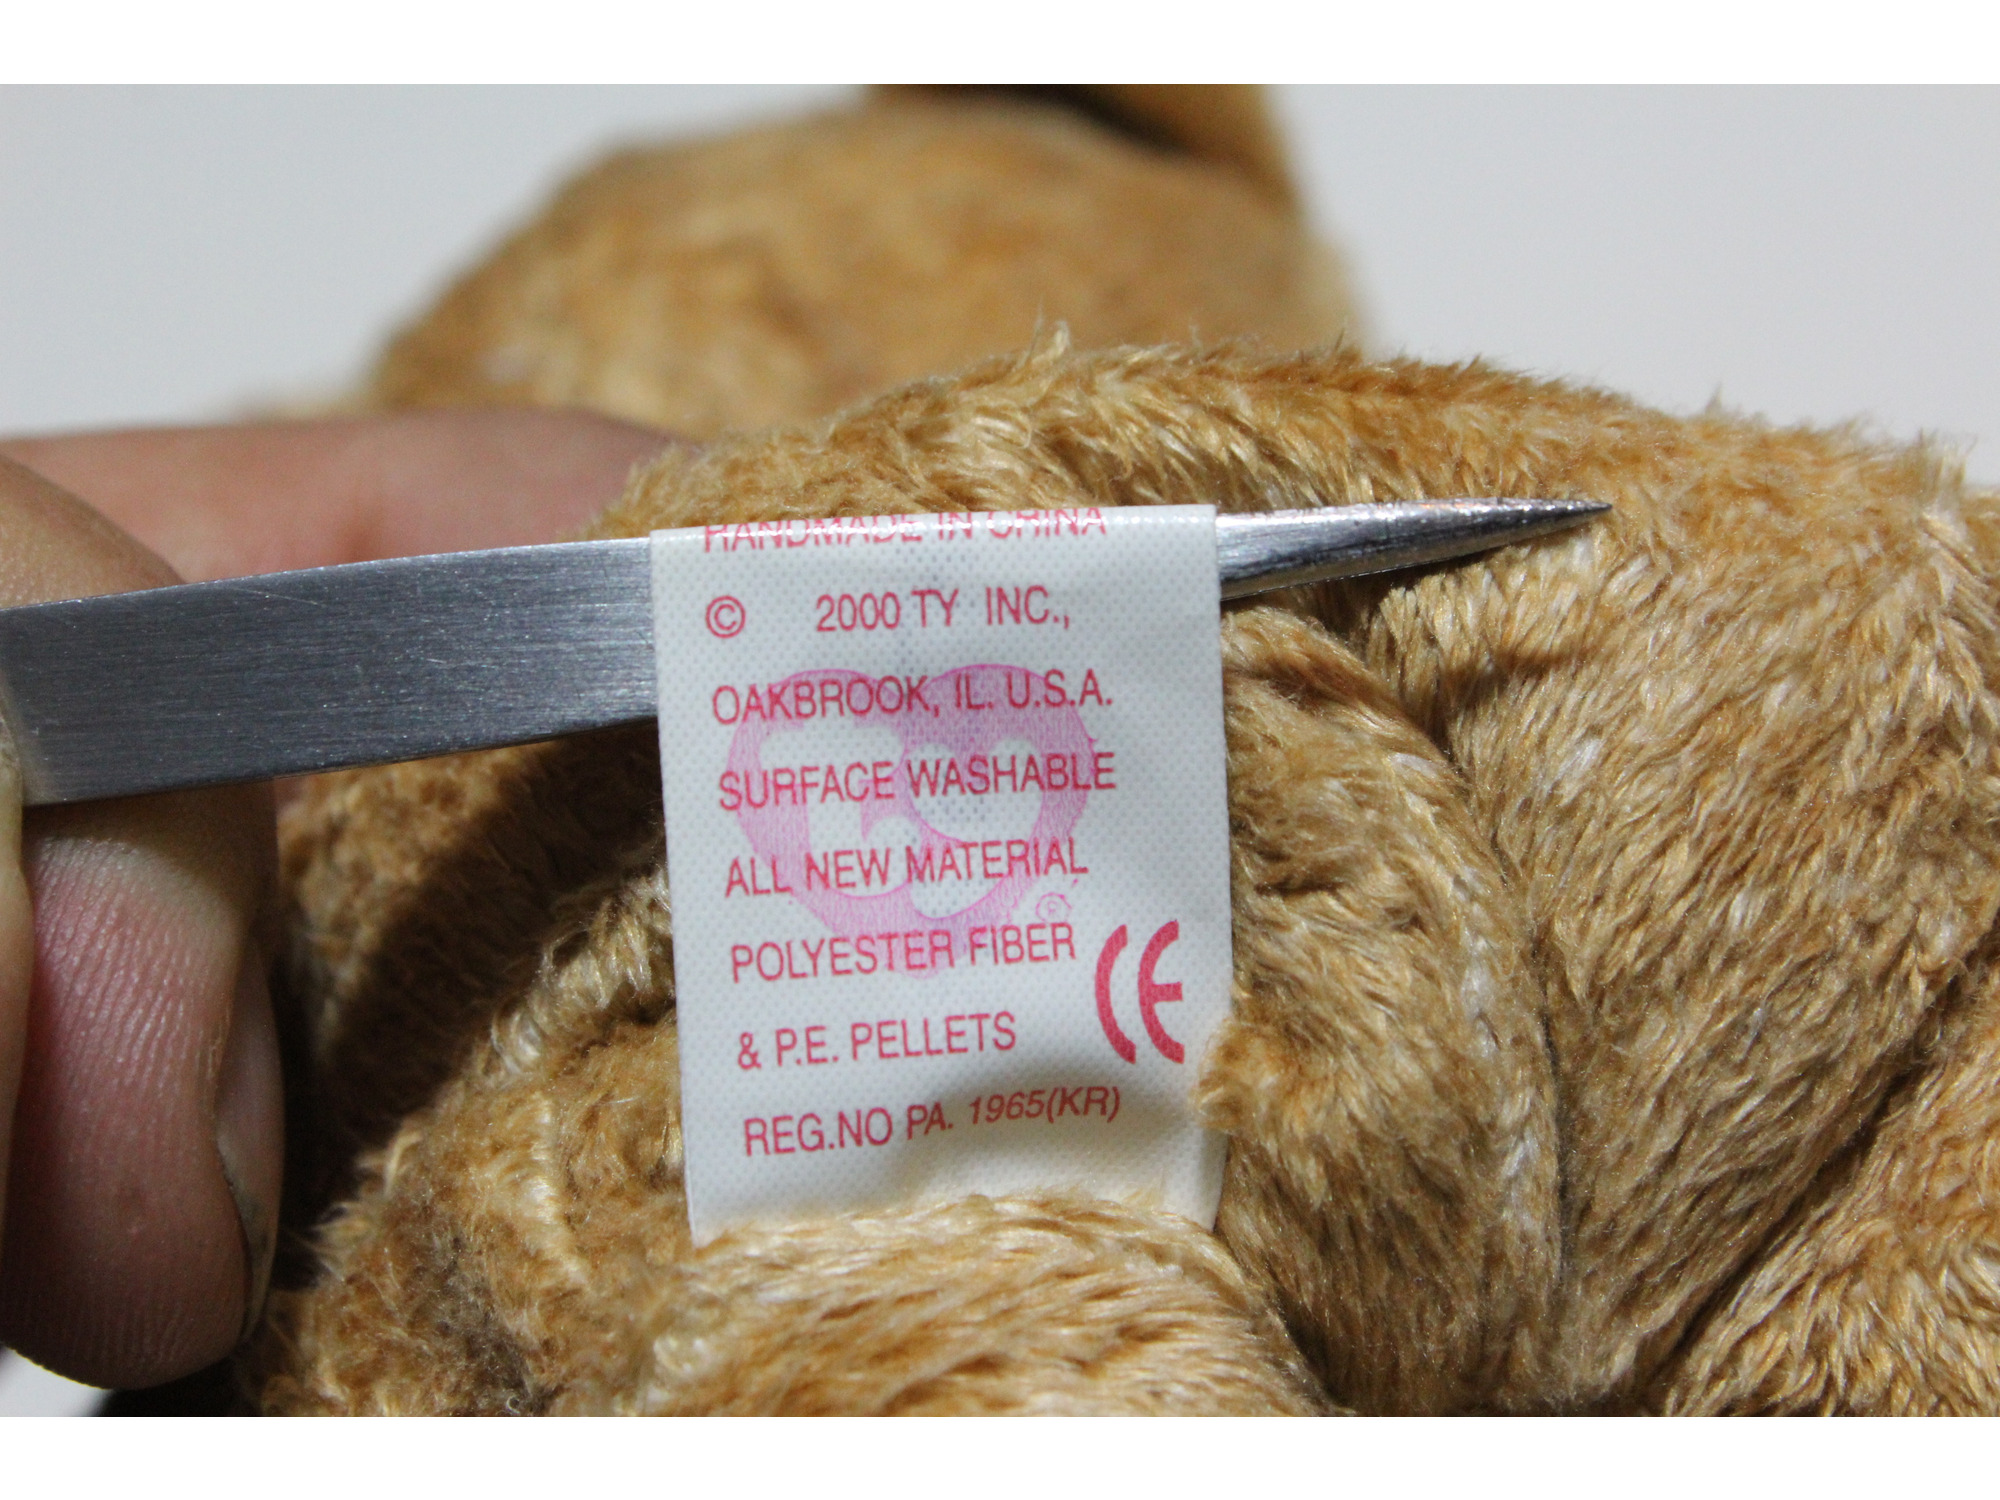 HANDMADE IN CHINA
© 2000 TY INC.,
OAKBROOK, IL. U.S.A.
SURFACE WASHABLE
ALL NEW MATERIAL
POLYESTER FIBER
& P.E. PELLETS
CE
REG.NO PA. 1965(KR)